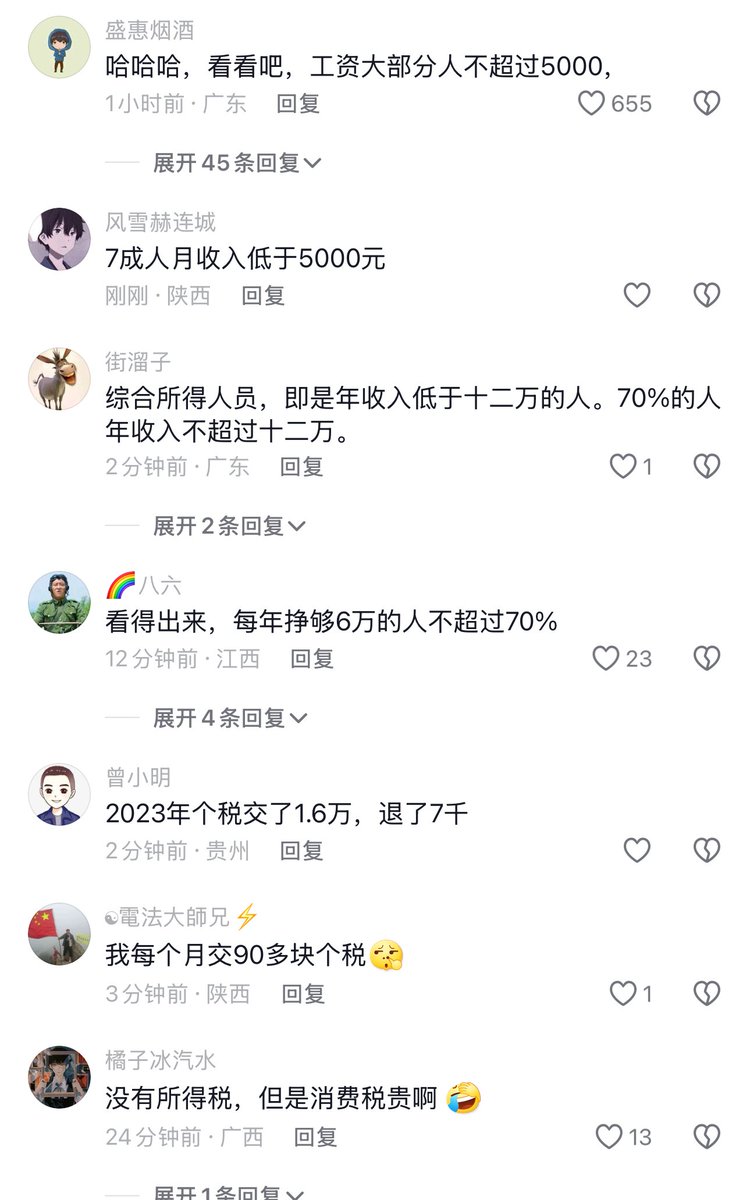 盛惠烟酒
哈哈哈，看看吧，工资大部分人不超过5000，
1小时前·广东 回复 655
展开45条回复
风雪赫连城
7成人月收入低于5000元
刚刚·陕西 回复
街溜子
综合所得人员，即是年收入低于十二万的人。70%的人
年收入不超过十二万。
2分钟前·广东 回复 1
展开2条回复
🌈八六
看得出来，每年挣够6万的人不超过70%
12分钟前·江西 回复 23
展开4条回复
曾小明
2023年个税交了1.6万，退了7千
2分钟前·贵州 回复
☯電法大師兄⚡
我每个月交90多块个税
3分钟前·陕西 回复 1
橘子冰汽水
没有所得税，但是消费税贵啊
24分钟前·广西 回复 13
展开1条回复